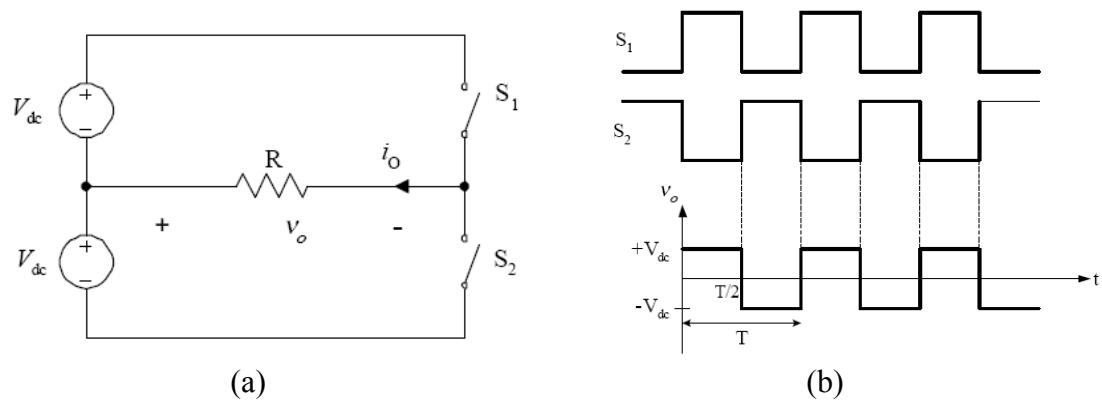 V_dc
+
−
S_1
R
i_O
+
v_o
-
V_dc
+
−
S_2
(a)
S_1
S_2
v_o
+V_dc
T/2
t
-V_dc
T
(b)